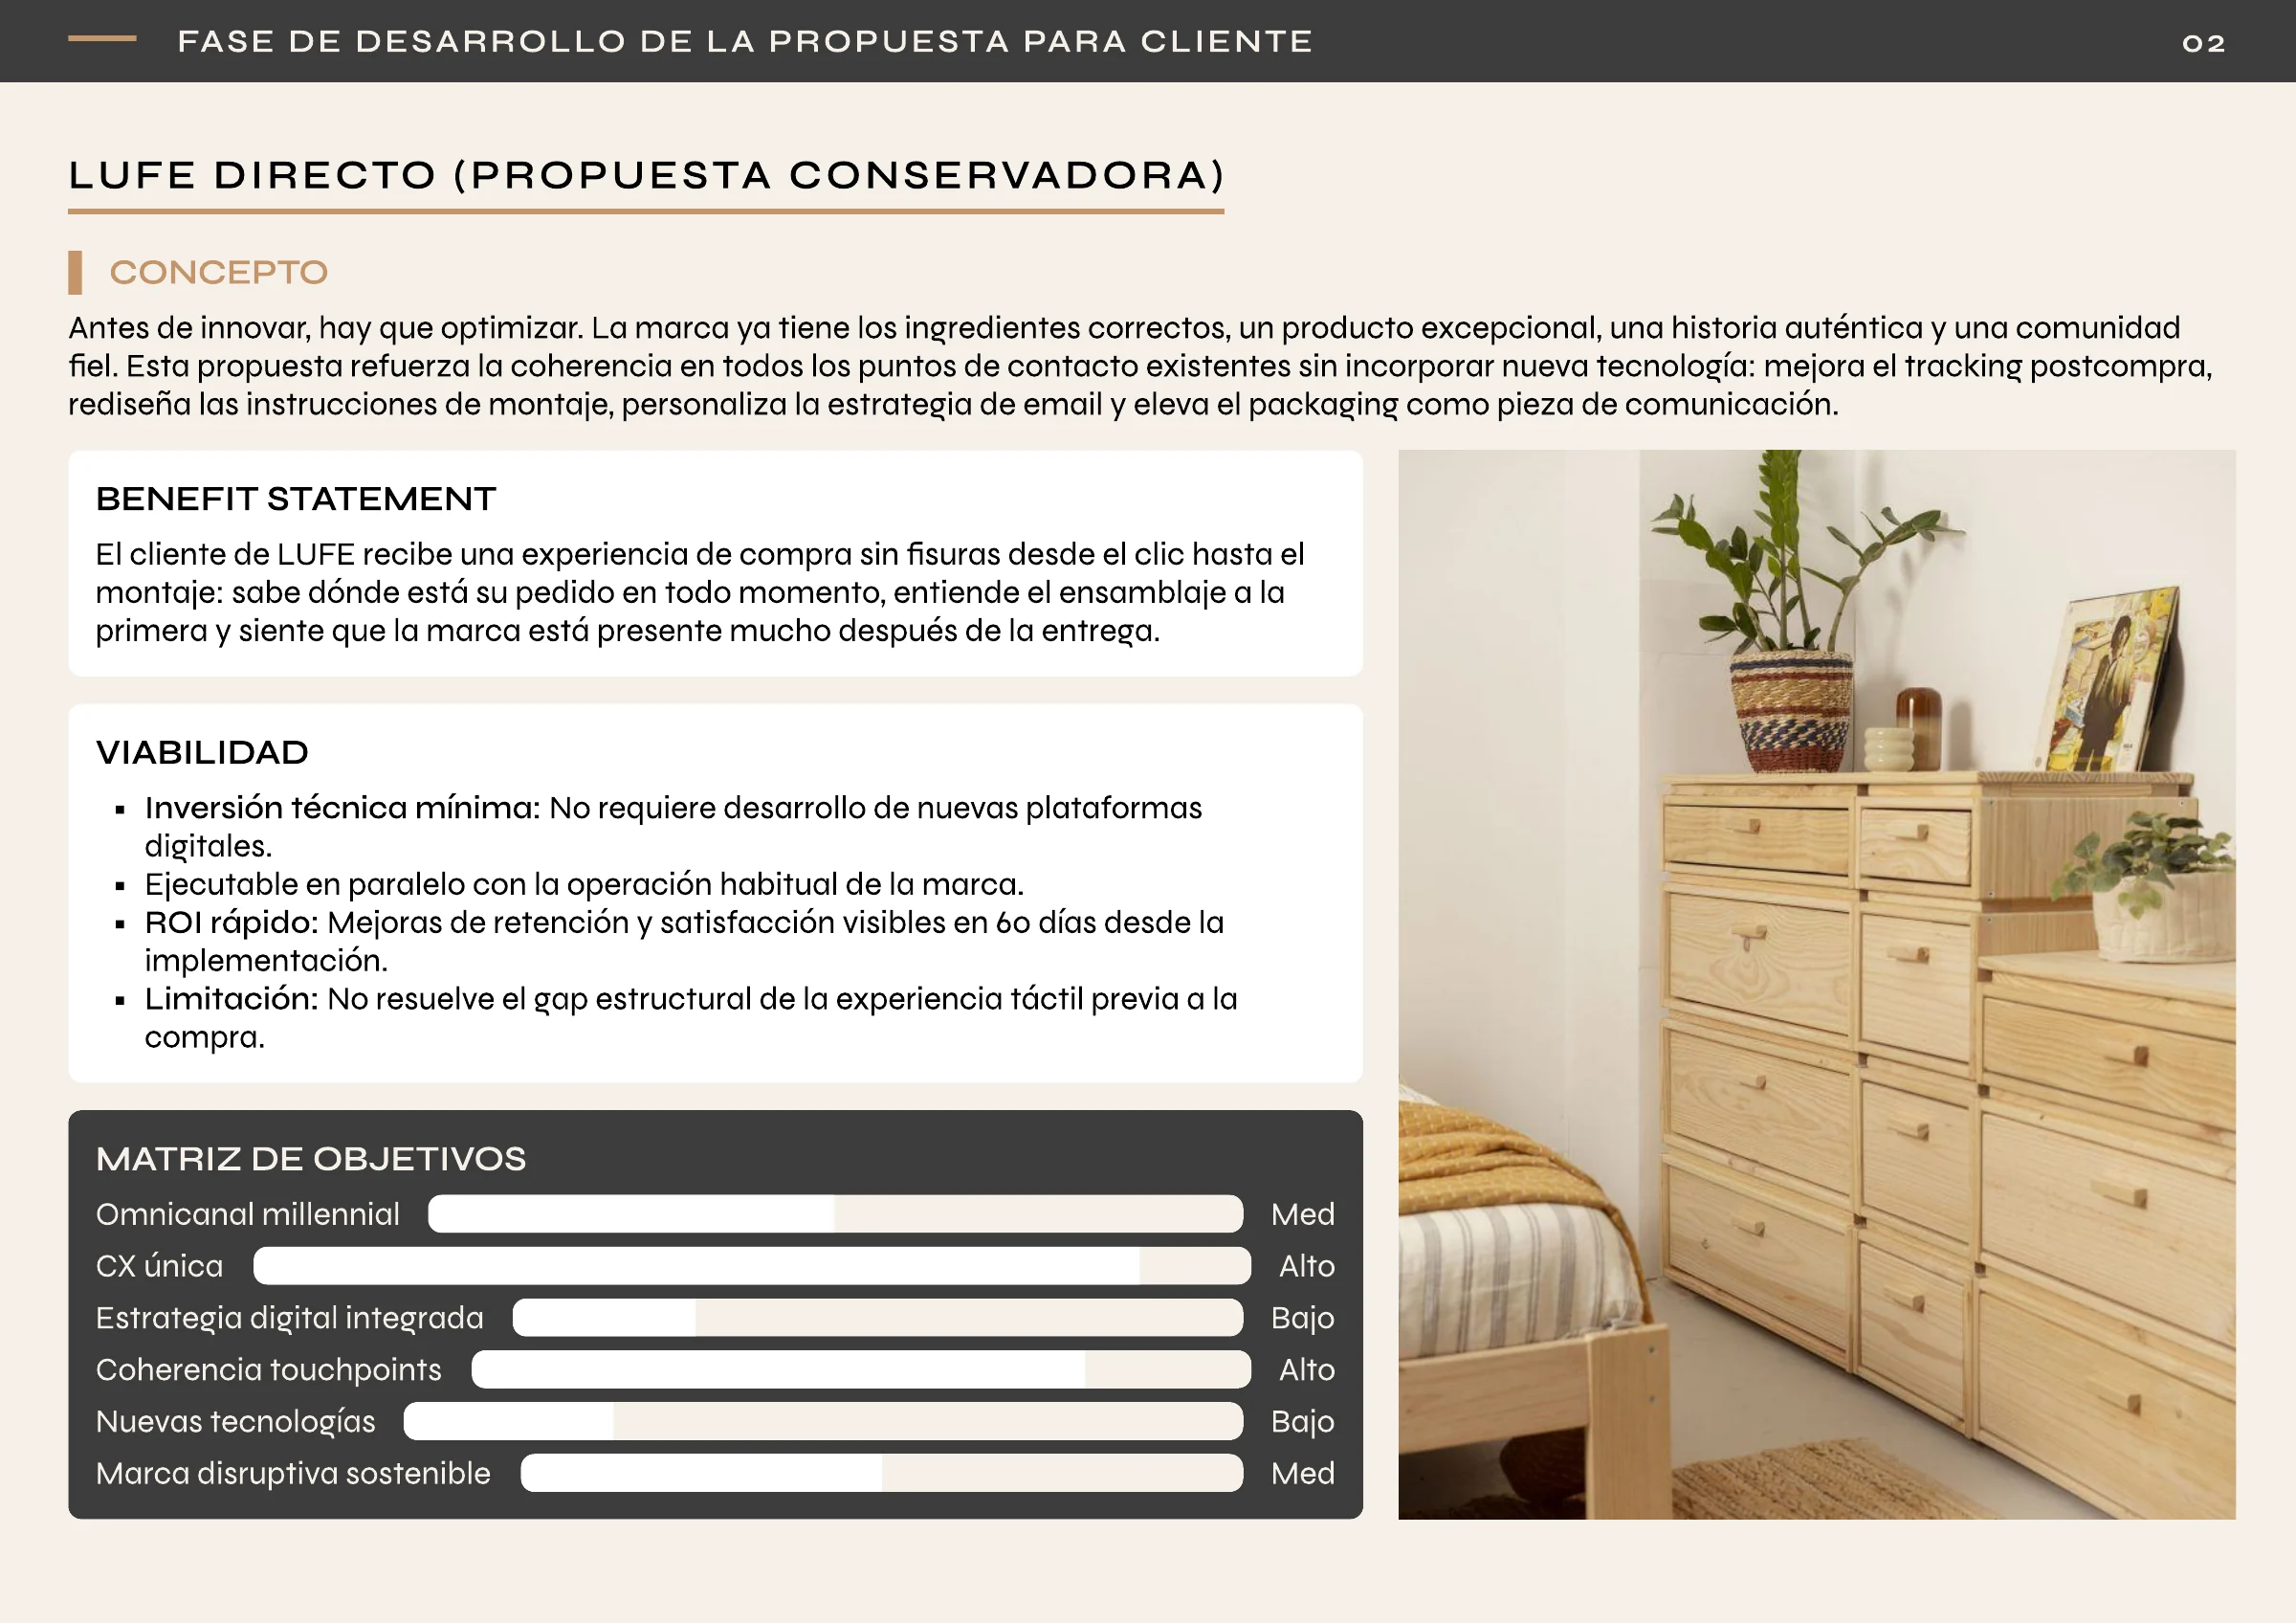 FASE DE DESARROLLO DE LA PROPUESTA PARA CLIENTE
02
LUFE DIRECTO (PROPUESTA CONSERVADORA)
CONCEPTO
Antes de innovar, hay que optimizar. La marca ya tiene los ingredientes correctos, un producto excepcional, una historia auténtica y una comunidad
fiel. Esta propuesta refuerza la coherencia en todos los puntos de contacto existentes sin incorporar nueva tecnología: mejora el tracking postcompra,
rediseña las instrucciones de montaje, personaliza la estrategia de email y eleva el packaging como pieza de comunicación.
BENEFIT STATEMENT
El cliente de LUFE recibe una experiencia de compra sin fisuras desde el clic hasta el
montaje: sabe dónde está su pedido en todo momento, entiende el ensamblaje a la
primera y siente que la marca está presente mucho después de la entrega.
VIABILIDAD
▪ Inversión técnica mínima: No requiere desarrollo de nuevas plataformas
digitales.
▪ Ejecutable en paralelo con la operación habitual de la marca.
▪ ROI rápido: Mejoras de retención y satisfacción visibles en 60 días desde la
implementación.
▪ Limitación: No resuelve el gap estructural de la experiencia táctil previa a la
compra.
MATRIZ DE OBJETIVOS
Omnicanal millennial Med
CX única Alto
Estrategia digital integrada Bajo
Coherencia touchpoints Alto
Nuevas tecnologías Bajo
Marca disruptiva sostenible Med